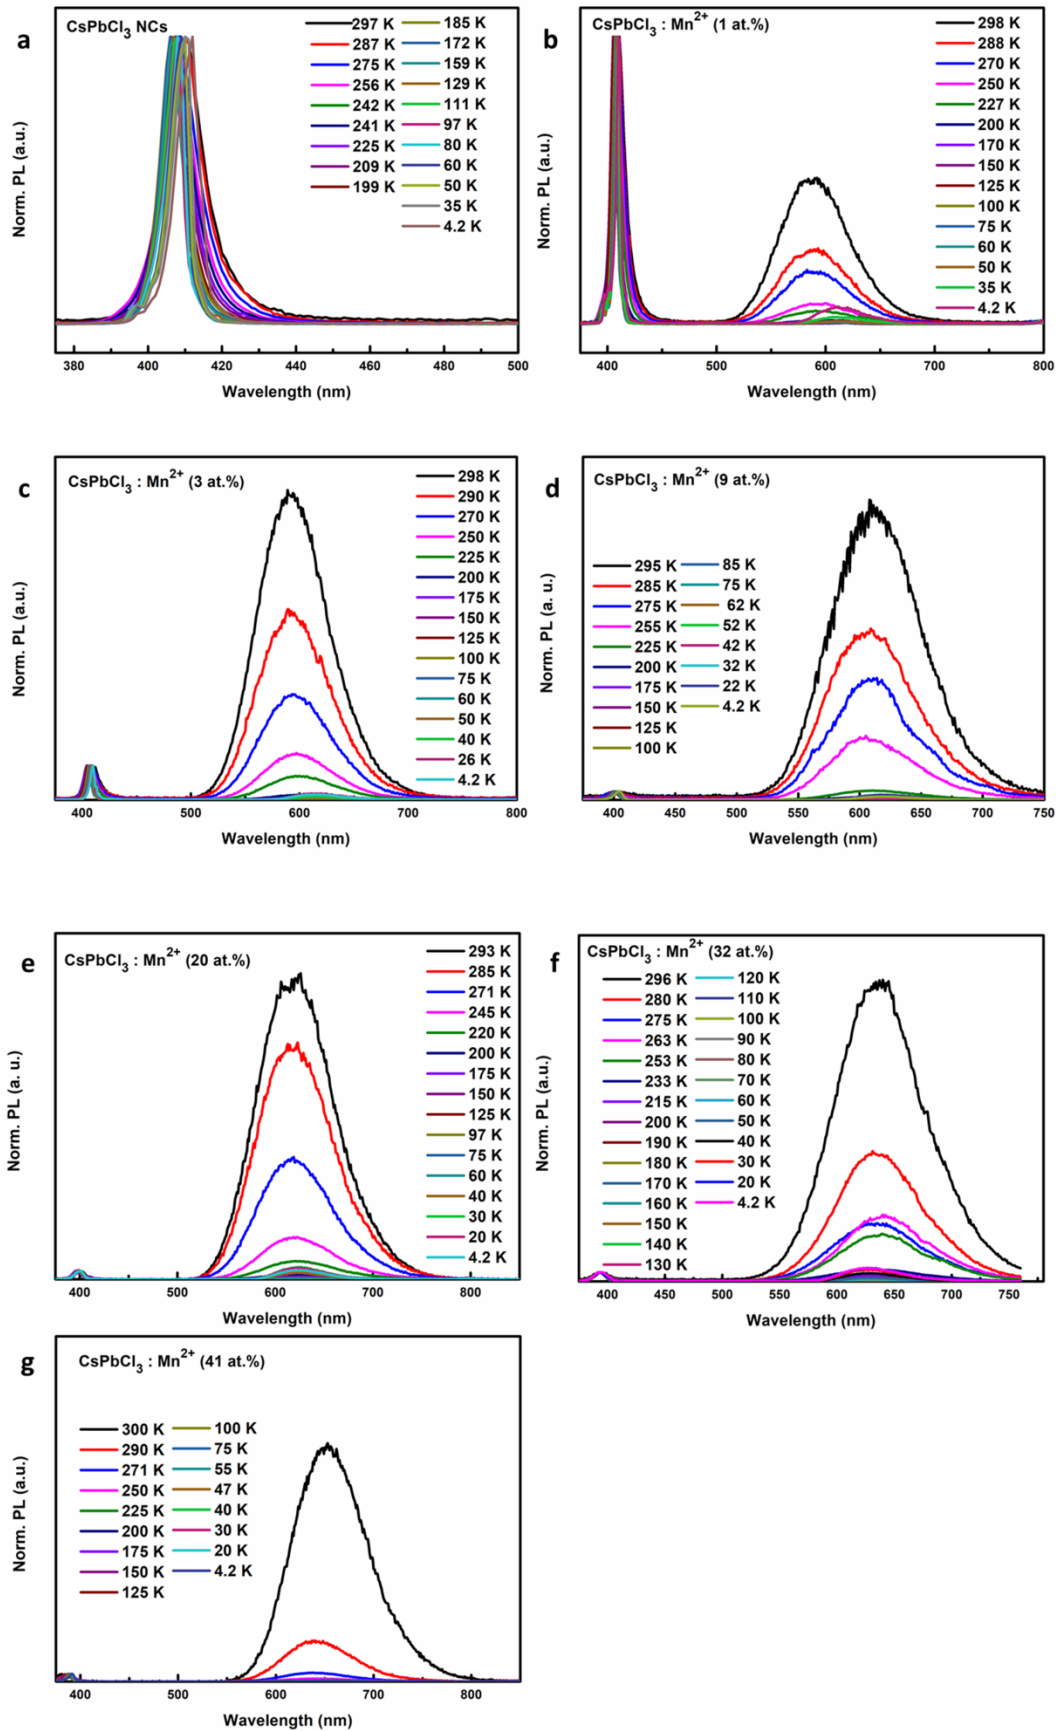 a
CsPbCl3 NCs
297 K
287 K
275 K
256 K
242 K
241 K
225 K
209 K
199 K
185 K
172 K
159 K
129 K
111 K
97 K
80 K
60 K
50 K
35 K
4.2 K
Norm. PL (a.u.)
380 400 420 440 460 480 500
Wavelength (nm)
b
CsPbCl3 : Mn2+ (1 at.%)
298 K
288 K
270 K
250 K
227 K
200 K
170 K
150 K
125 K
100 K
75 K
60 K
50 K
35 K
4.2 K
Norm. PL (a.u.)
400 500 600 700 800
Wavelength (nm)
c
CsPbCl3 : Mn2+ (3 at.%)
298 K
290 K
270 K
250 K
225 K
200 K
175 K
150 K
125 K
100 K
75 K
60 K
50 K
40 K
26 K
4.2 K
Norm. PL (a.u.)
400 500 600 700 800
Wavelength (nm)
d
CsPbCl3 : Mn2+ (9 at.%)
295 K
285 K
275 K
255 K
225 K
200 K
175 K
150 K
125 K
100 K
85 K
75 K
62 K
52 K
42 K
32 K
22 K
4.2 K
Norm. PL (a. u.)
400 450 500 550 600 650 700 750
Wavelength (nm)
e
CsPbCl3 : Mn2+ (20 at.%)
293 K
285 K
271 K
245 K
220 K
200 K
175 K
150 K
125 K
97 K
75 K
60 K
40 K
30 K
20 K
4.2 K
Norm. PL (a. u.)
400 500 600 700 800
Wavelength (nm)
f
CsPbCl3 : Mn2+ (32 at.%)
296 K
280 K
275 K
263 K
253 K
233 K
215 K
200 K
190 K
180 K
170 K
160 K
150 K
140 K
130 K
120 K
110 K
100 K
90 K
80 K
70 K
60 K
50 K
40 K
30 K
20 K
4.2 K
Norm. PL (a.u.)
400 450 500 550 600 650 700 750
Wavelength (nm)
g
CsPbCl3 : Mn2+ (41 at.%)
300 K
290 K
271 K
250 K
225 K
200 K
175 K
150 K
125 K
100 K
75 K
55 K
47 K
40 K
30 K
20 K
4.2 K
Norm. PL (a.u.)
400 500 600 700 800
Wavelength (nm)